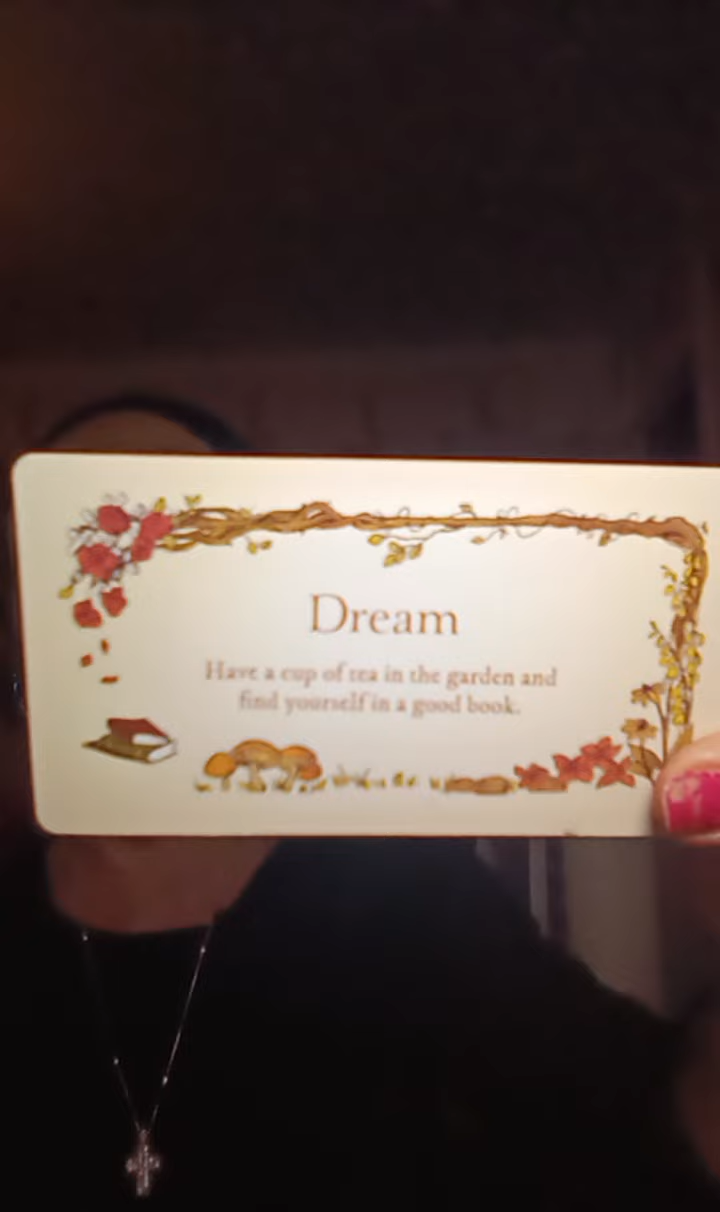 Dream
Have a cup of tea in the garden and
find yourself in a good book.